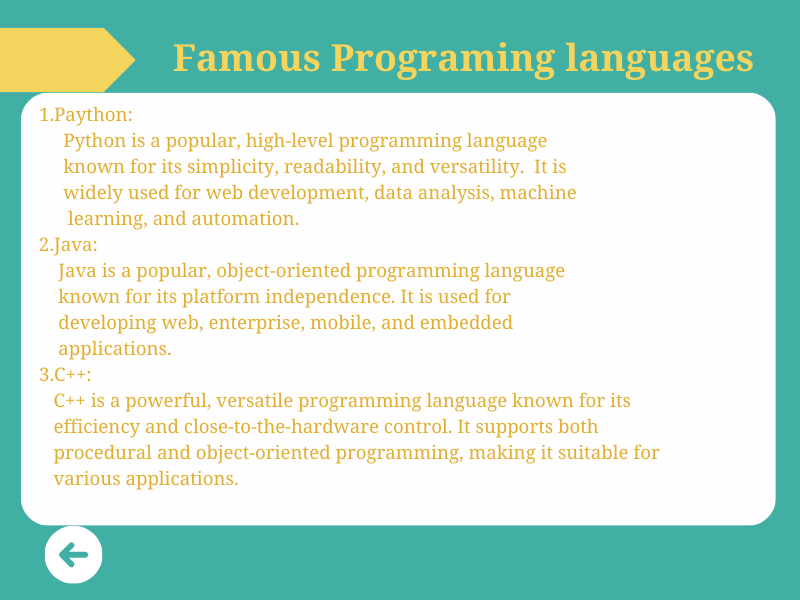 Famous Programing languages
1.Paython:
Python is a popular, high-level programming language
known for its simplicity, readability, and versatility.  It is
widely used for web development, data analysis, machine
learning, and automation.
2.Java:
Java is a popular, object-oriented programming language
known for its platform independence. It is used for
developing web, enterprise, mobile, and embedded
applications.
3.C++:
C++ is a powerful, versatile programming language known for its
efficiency and close-to-the-hardware control. It supports both
procedural and object-oriented programming, making it suitable for
various applications.